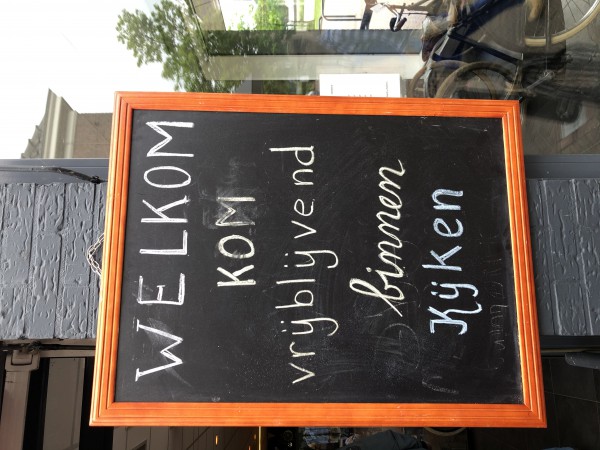 WELKOM
KOM
vrijblijvend
binnen
Kijken